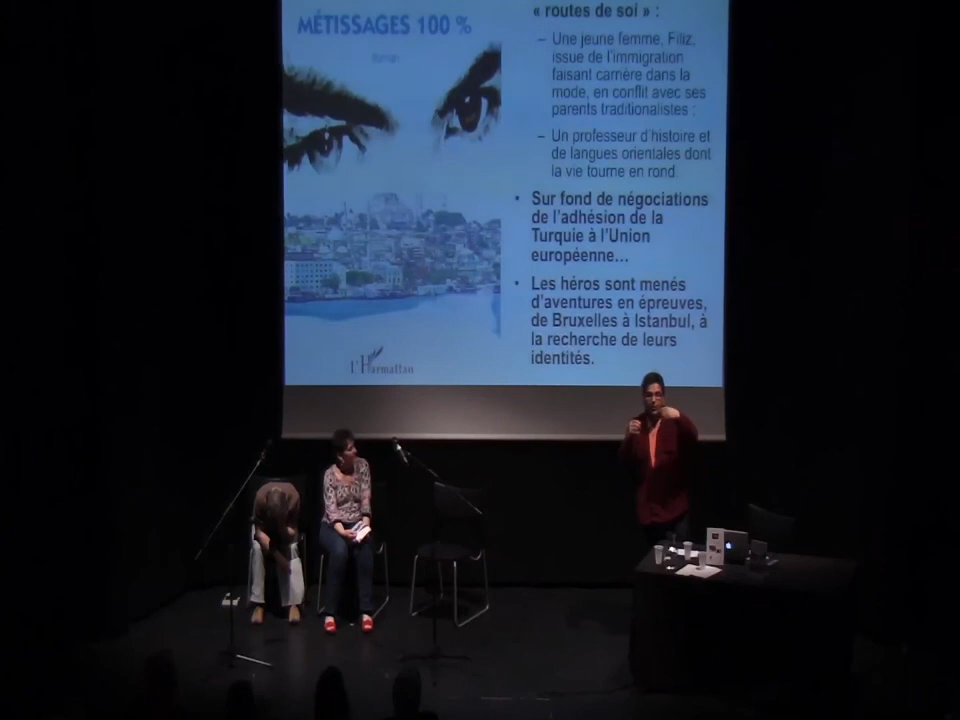 MÉTISSAGES 100 %
Roman
l'Harmattan
« routes de soi » :
– Une jeune femme, Filiz,
issue de l'immigration
faisant carrière dans la
mode, en conflit avec ses
parents traditionalistes ;
– Un professeur d'histoire et
de langues orientales dont
la vie tourne en rond.
• Sur fond de négociations
de l'adhésion de la
Turquie à l'Union
européenne…
• Les héros sont menés
d'aventures en épreuves,
de Bruxelles à Istanbul, à
la recherche de leurs
identités.